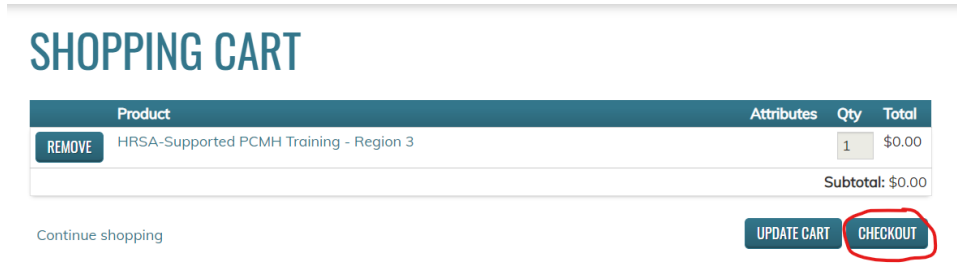 SHOPPING CART
Product Attributes Qty Total
REMOVE HRSA-Supported PCMH Training - Region 3 1 $0.00
Subtotal: $0.00
Continue shopping UPDATE CART CHECKOUT